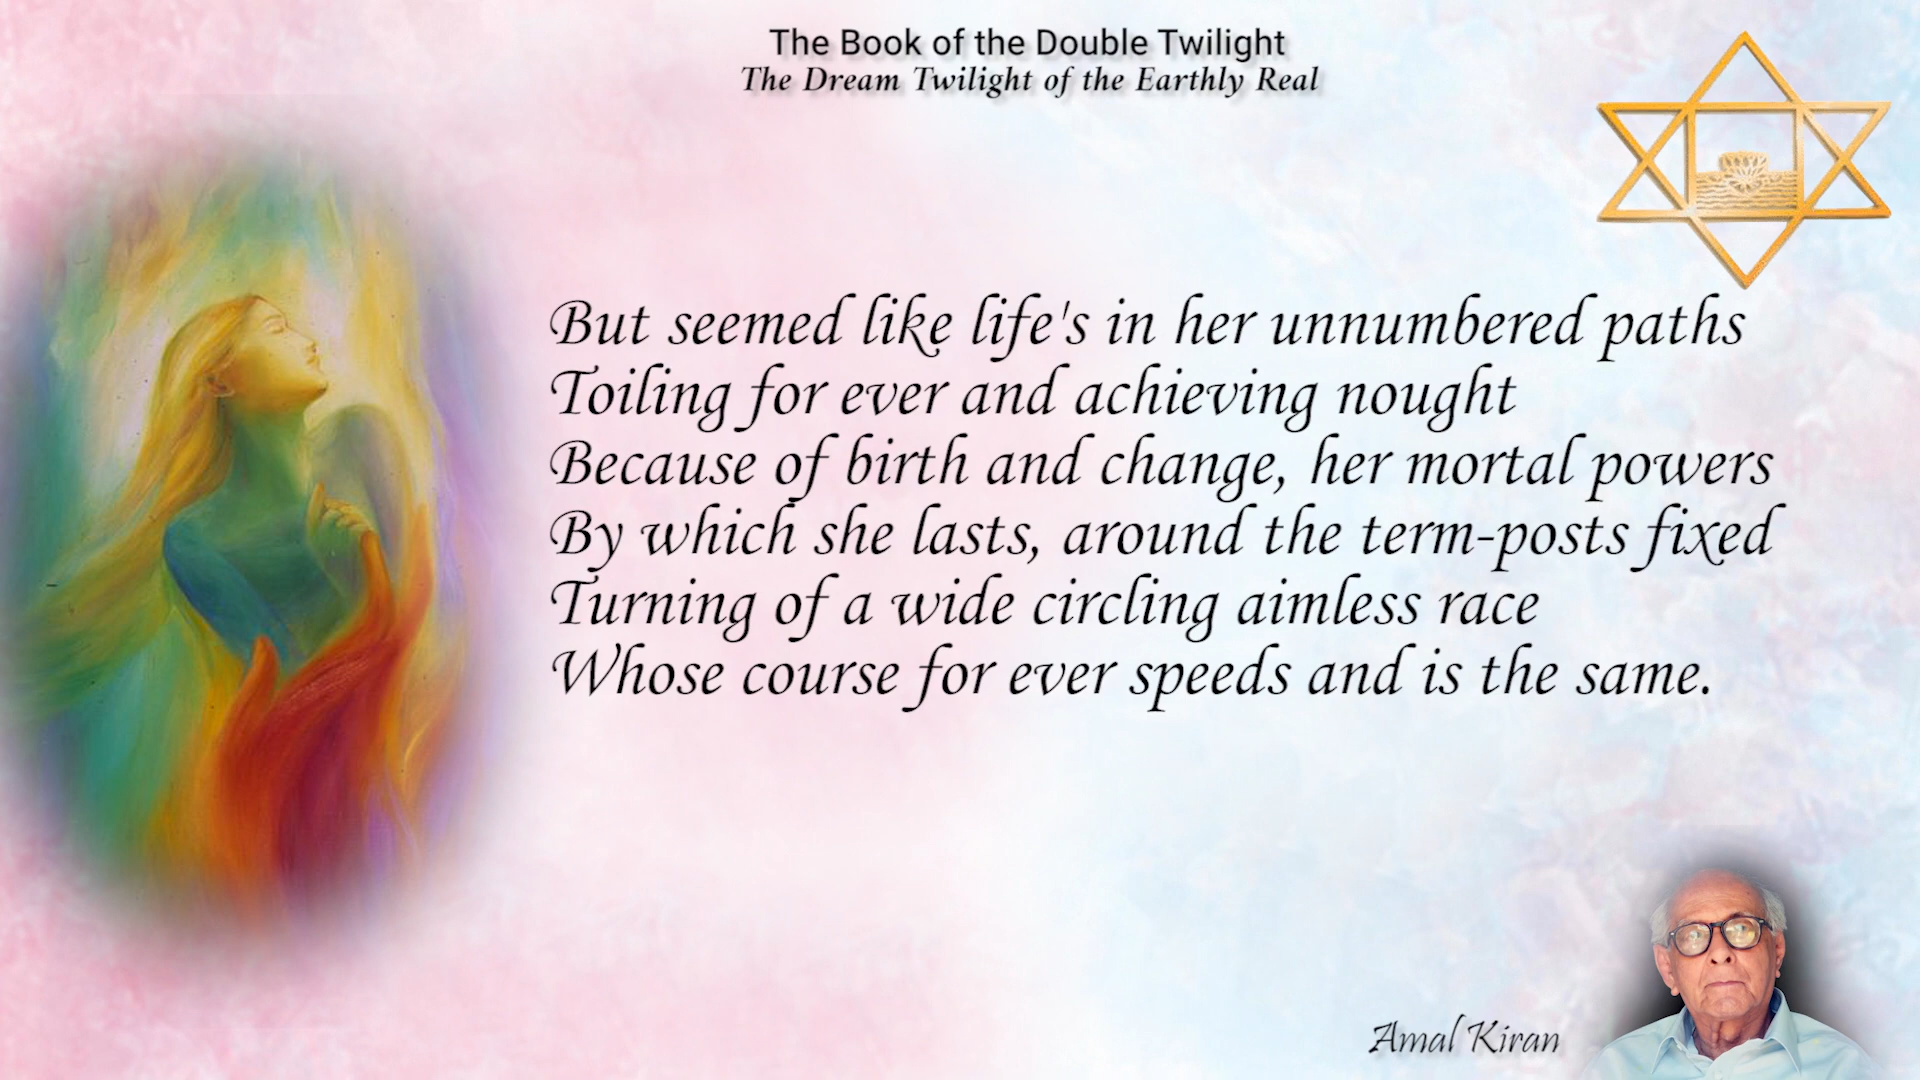 The Book of the Double Twilight
The Dream Twilight of the Earthly Real
But seemed like life's in her unnumbered paths
Toiling for ever and achieving nought
Because of birth and change, her mortal powers
By which she lasts, around the term-posts fixed
Turning of a wide circling aimless race
Whose course for ever speeds and is the same.
Amal Kiran